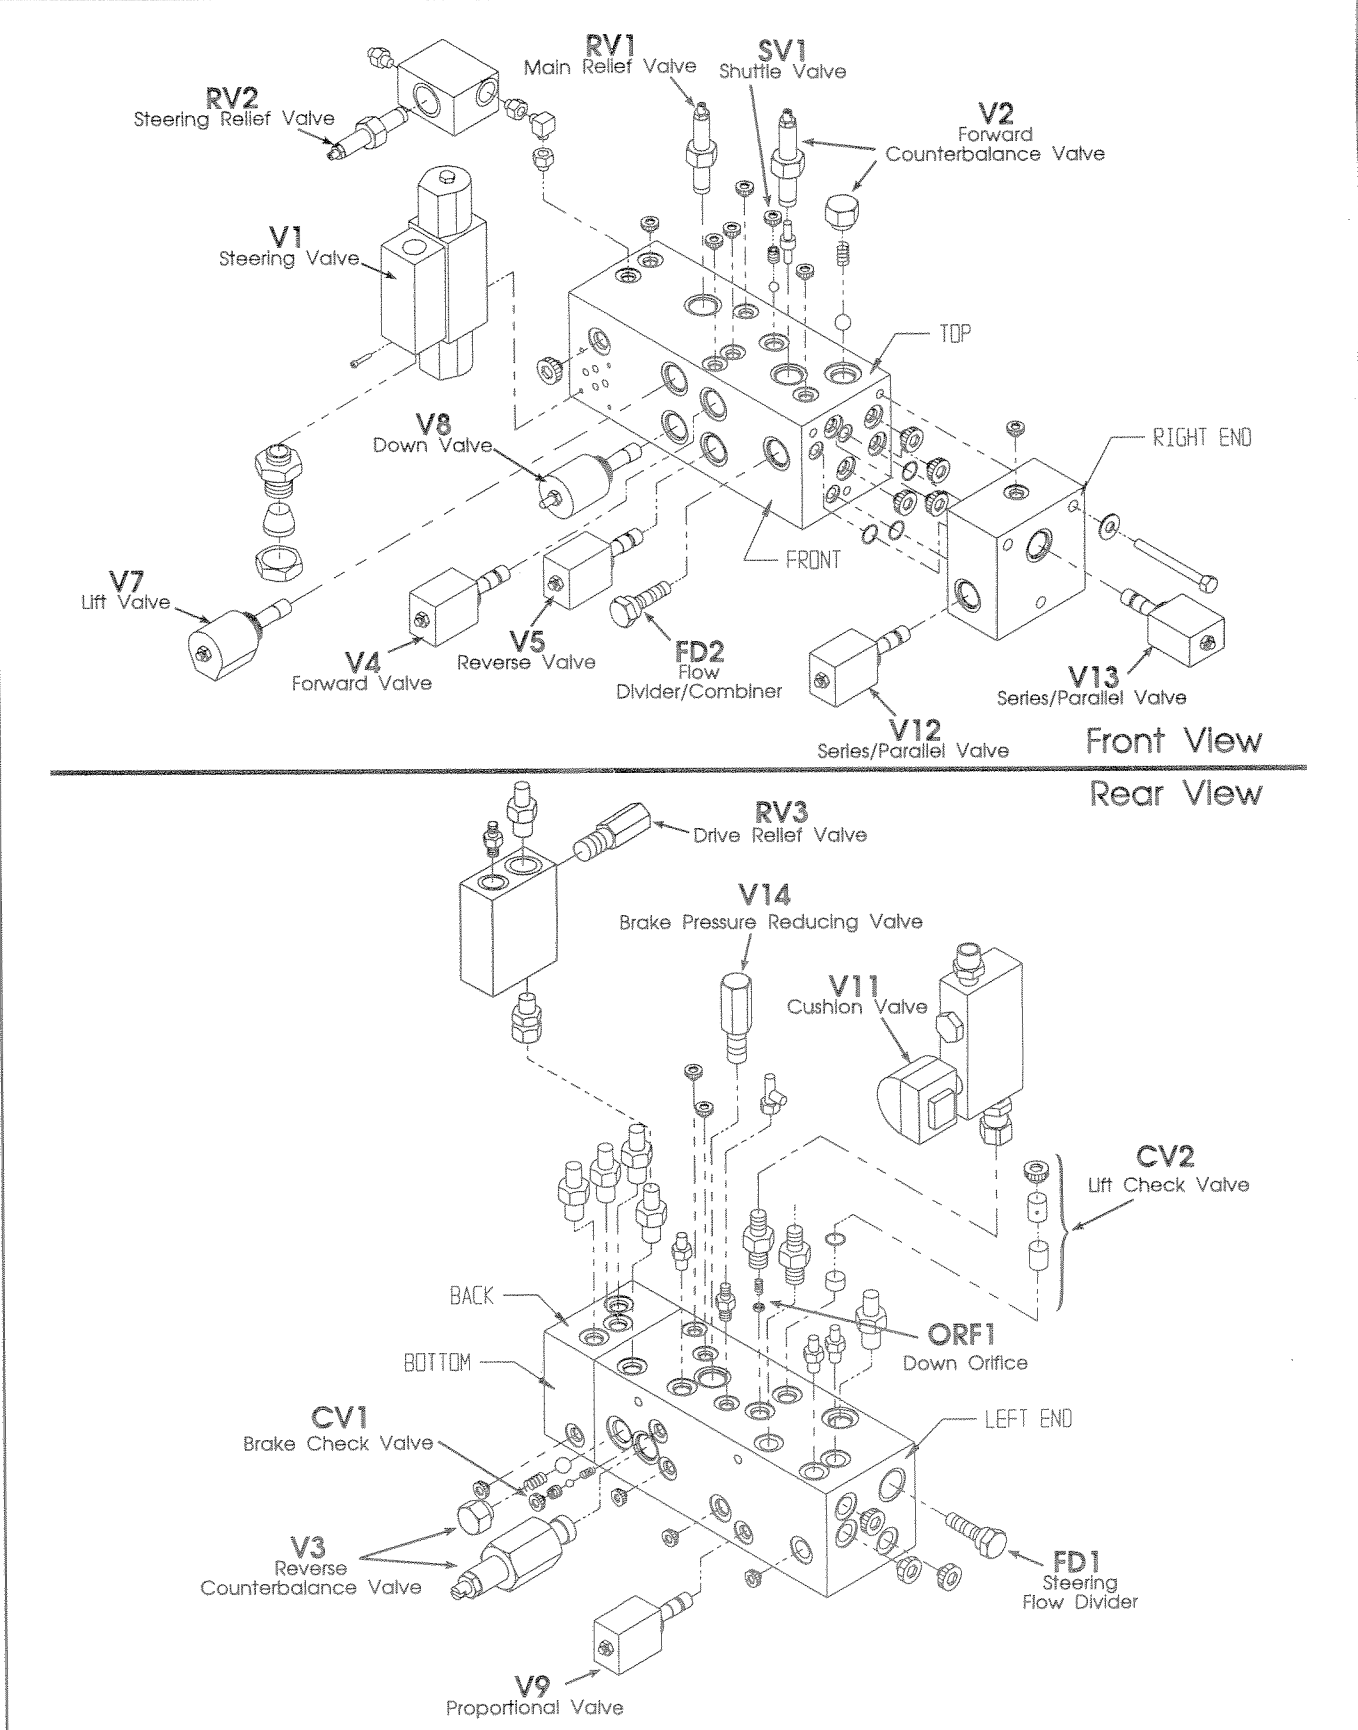 RV1
Main Relief Valve
SV1
Shuttle Valve
RV2
Steering Relief Valve
V2
Forward
Counterbalance Valve
V1
Steering Valve
TOP
V8
Down Valve
RIGHT END
FRONT
V7
Lift Valve
V4
Forward Valve
V5
Reverse Valve
FD2
Flow
Divider/Combiner
V13
Series/Parallel Valve
V12
Series/Parallel Valve
Front View
Rear View
RV3
Drive Relief Valve
V14
Brake Pressure Reducing Valve
V11
Cushion Valve
CV2
Lift Check Valve
BACK
ORF1
Down Orifice
BOTTOM
CV1
Brake Check Valve
LEFT END
V3
Reverse
Counterbalance Valve
FD1
Steering
Flow Divider
V9
Proportional Valve